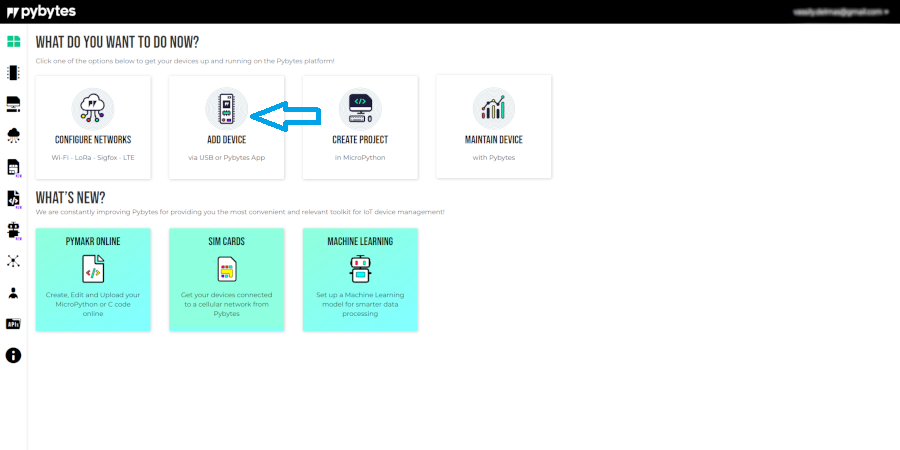 pybytes
WHAT DO YOU WANT TO DO NOW?
Click one of the options below to get your devices up and running on the Pybytes platform!
CONFIGURE NETWORKS
Wi-Fi - LoRa - Sigfox - LTE
ADD DEVICE
via USB or Pybytes App
CREATE PROJECT
in MicroPython
MAINTAIN DEVICE
with Pybytes
WHAT'S NEW?
We are constantly improving Pybytes for providing you the most convenient and relevant toolkit for IoT device management!
PYMAKR ONLINE
Create, Edit and Upload your
MicroPython or C code
online
SIM CARDS
Get your devices connected
to a cellular network from
Pybytes
MACHINE LEARNING
Set up a Machine Learning
model for smarter data
processing
APIs